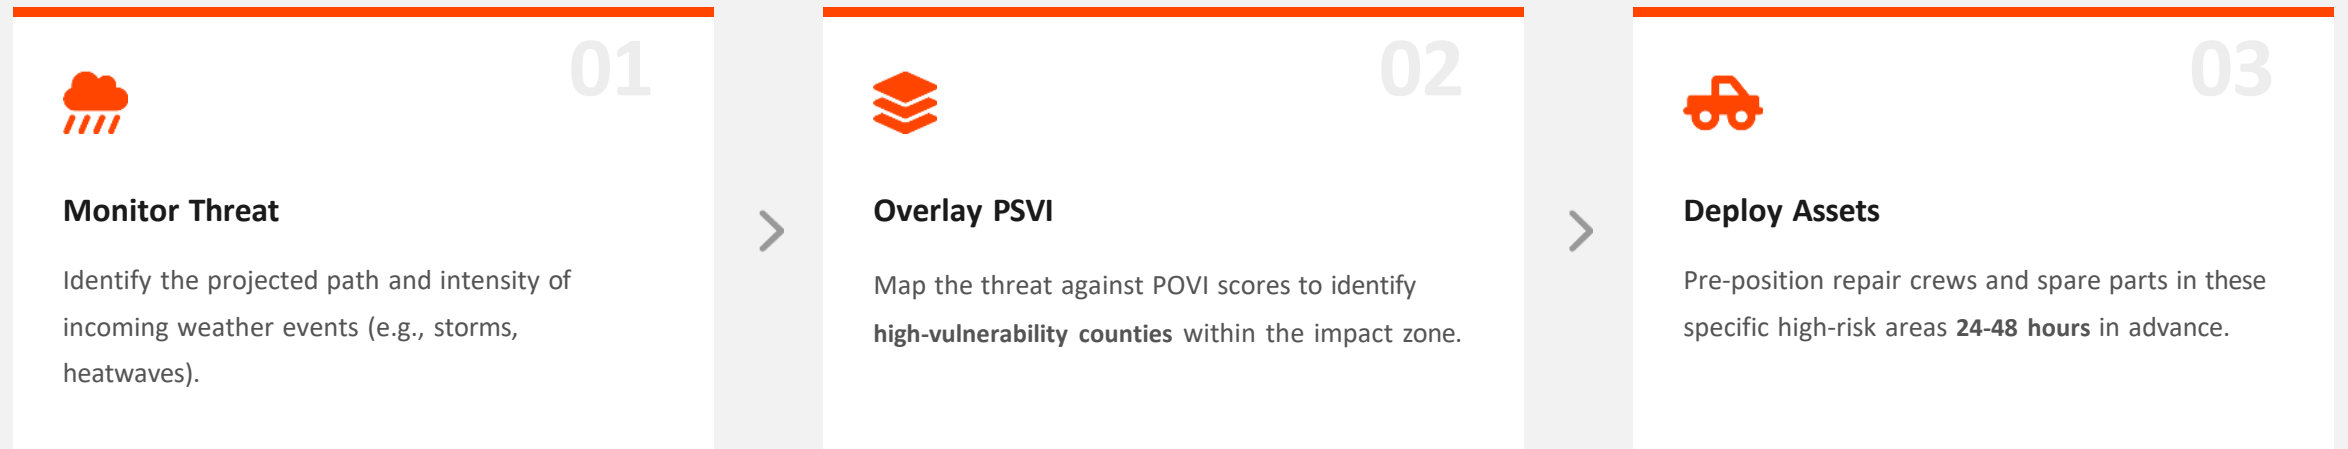 01
Monitor Threat
Identify the projected path and intensity of
incoming weather events (e.g., storms,
heatwaves).
02
Overlay PSVI
Map the threat against POVI scores to identify
high-vulnerability counties within the impact zone.
03
Deploy Assets
Pre-position repair crews and spare parts in these
specific high-risk areas 24-48 hours in advance.